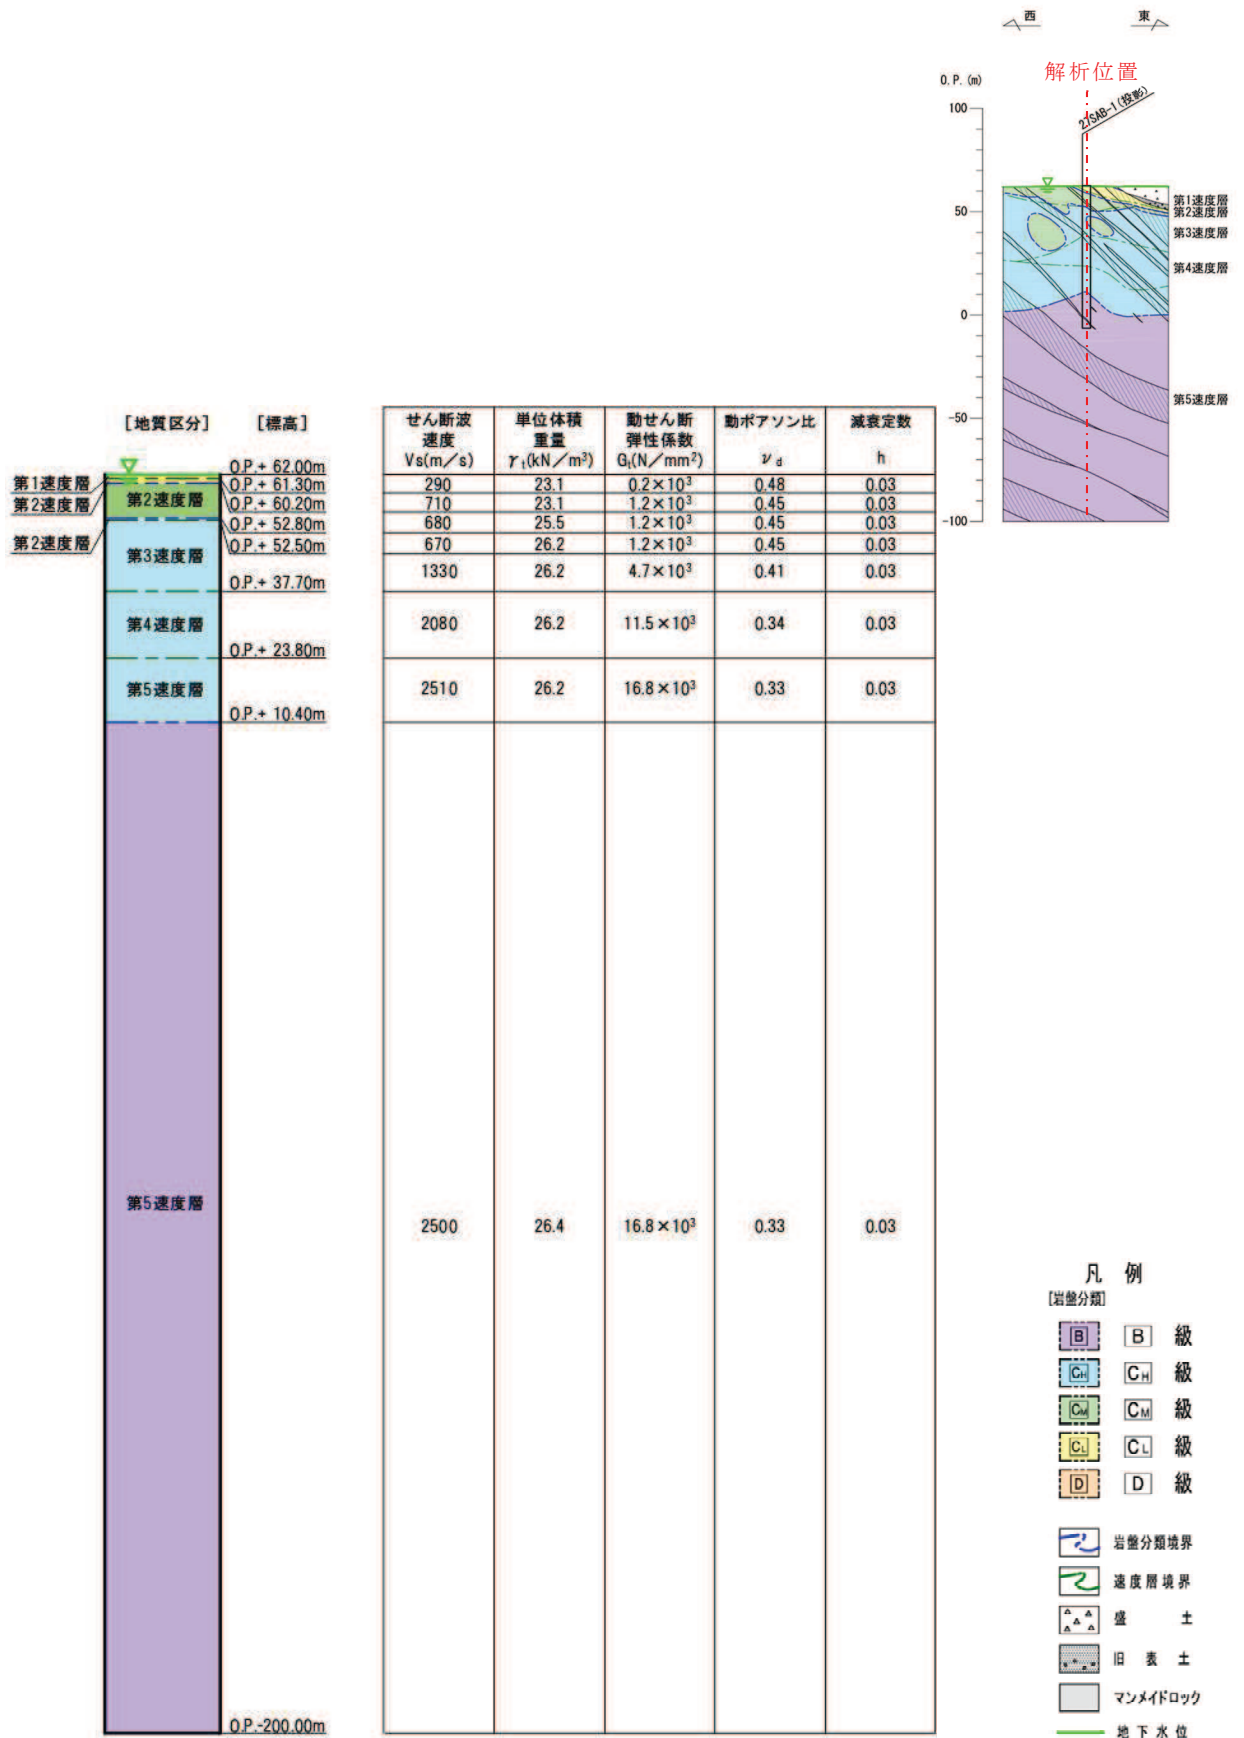 西 東
解析位置
O.P. (m)
27SAB-1(投影)
100
50
0
-50
-100
第1速度層
第2速度層
第3速度層
第4速度層
第5速度層
[地質区分] [標高]
O.P.+ 62.00m
第1速度層 O.P.+ 61.30m
第2速度層 第2速度層 O.P.+ 60.20m
O.P.+ 52.80m
第2速度層 第3速度層 O.P.+ 52.50m
O.P.+ 37.70m
第4速度層
O.P.+ 23.80m
第5速度層
O.P.+ 10.40m
第5速度層
O.P.-200.00m
せん断波 単位体積 動せん断 動ポアソン比 減衰定数
速度 重量 弾性係数
Vs(m/s) γt(kN/m³) Gt(N/mm²) νd h
290 23.1 0.2×10³ 0.48 0.03
710 23.1 1.2×10³ 0.45 0.03
680 25.5 1.2×10³ 0.45 0.03
670 26.2 1.2×10³ 0.45 0.03
1330 26.2 4.7×10³ 0.41 0.03
2080 26.2 11.5×10³ 0.34 0.03
2510 26.2 16.8×10³ 0.33 0.03
2500 26.4 16.8×10³ 0.33 0.03
凡 例
[岩盤分類]
B B 級
CH CH 級
CM CM 級
CL CL 級
D D 級
岩盤分類境界
速度層境界
盛 土
旧 表 土
マンメイドロック
地下水位